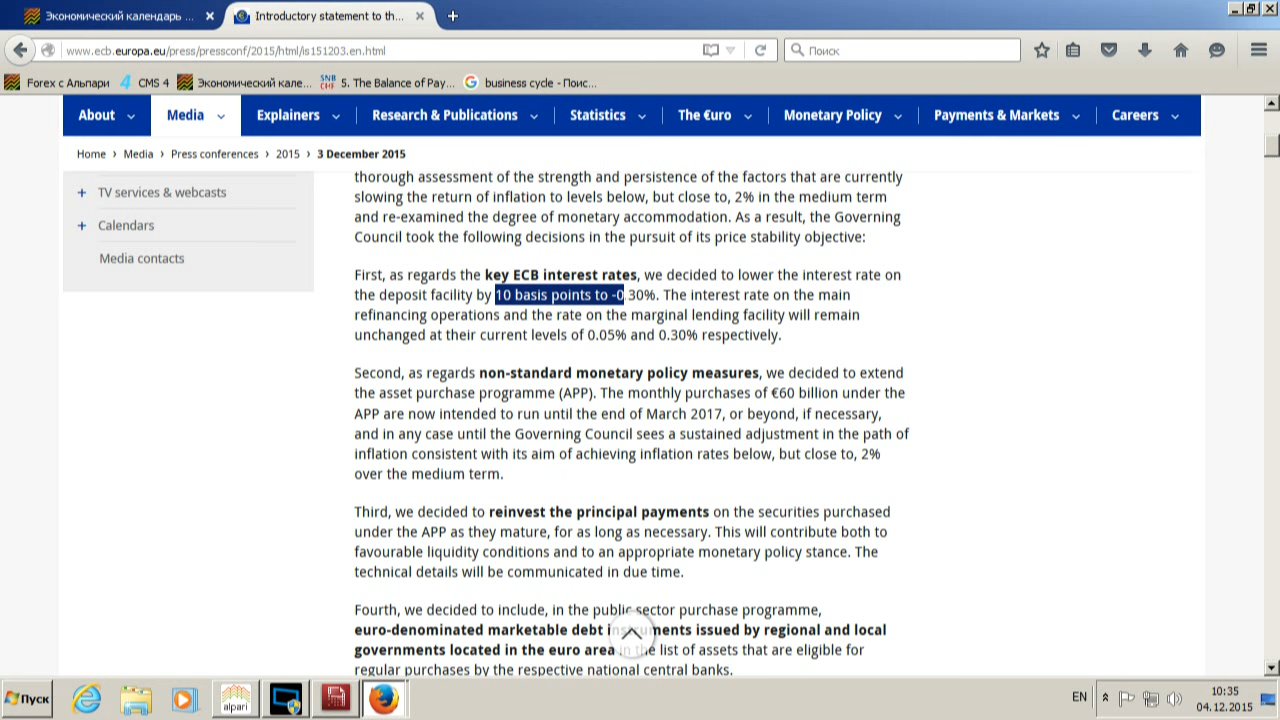 Экономический календарь ...
Introductory statement to th...
www.ecb.europa.eu/press/pressconf/2015/html/is151203.en.html
Поиск
Forex с Альпари
CMS 4
Экономический кале...
SNB
CHF
5. The Balance of Pay...
business cycle - Поис...
About
Media
Explainers
Research & Publications
Statistics
The €uro
Monetary Policy
Payments & Markets
Careers
Home › Media › Press conferences › 2015 › 3 December 2015
+ TV services & webcasts
+ Calendars
Media contacts
thorough assessment of the strength and persistence of the factors that are currently
slowing the return of inflation to levels below, but close to, 2% in the medium term
and re-examined the degree of monetary accommodation. As a result, the Governing
Council took the following decisions in the pursuit of its price stability objective:
First, as regards the key ECB interest rates, we decided to lower the interest rate on
the deposit facility by 10 basis points to -0.30%. The interest rate on the main
refinancing operations and the rate on the marginal lending facility will remain
unchanged at their current levels of 0.05% and 0.30% respectively.
Second, as regards non-standard monetary policy measures, we decided to extend
the asset purchase programme (APP). The monthly purchases of €60 billion under the
APP are now intended to run until the end of March 2017, or beyond, if necessary,
and in any case until the Governing Council sees a sustained adjustment in the path of
inflation consistent with its aim of achieving inflation rates below, but close to, 2%
over the medium term.
Third, we decided to reinvest the principal payments on the securities purchased
under the APP as they mature, for as long as necessary. This will contribute both to
favourable liquidity conditions and to an appropriate monetary policy stance. The
technical details will be communicated in due time.
Fourth, we decided to include, in the public sector purchase programme,
euro-denominated marketable debt instruments issued by regional and local
governments located in the euro area in the list of assets that are eligible for
regular purchases by the respective national central banks.
Пуск
alpari
EN
10:35
04.12.2015